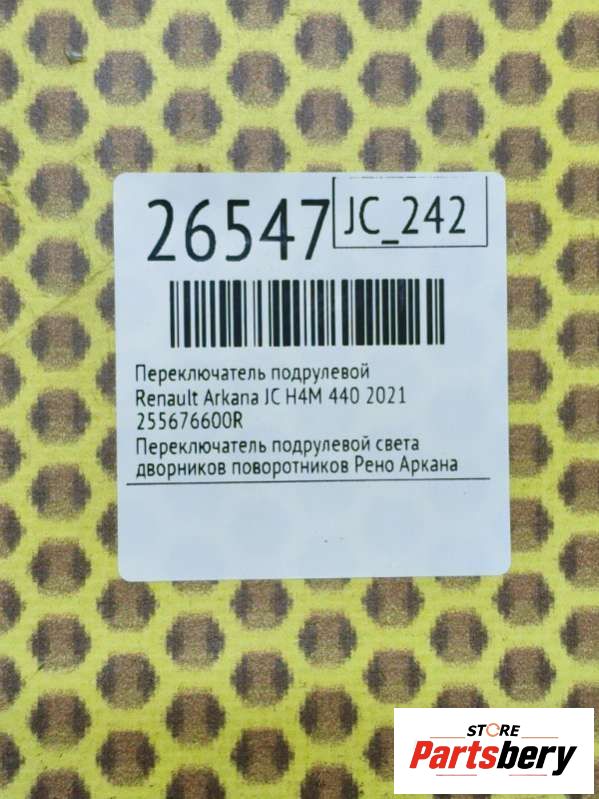 26547
JC_242
Переключатель подрулевой
Renault Arkana JC H4M 440 2021
255676600R
Переключатель подрулевой света
дворников поворотников Рено Аркана
STORE
Partsbery